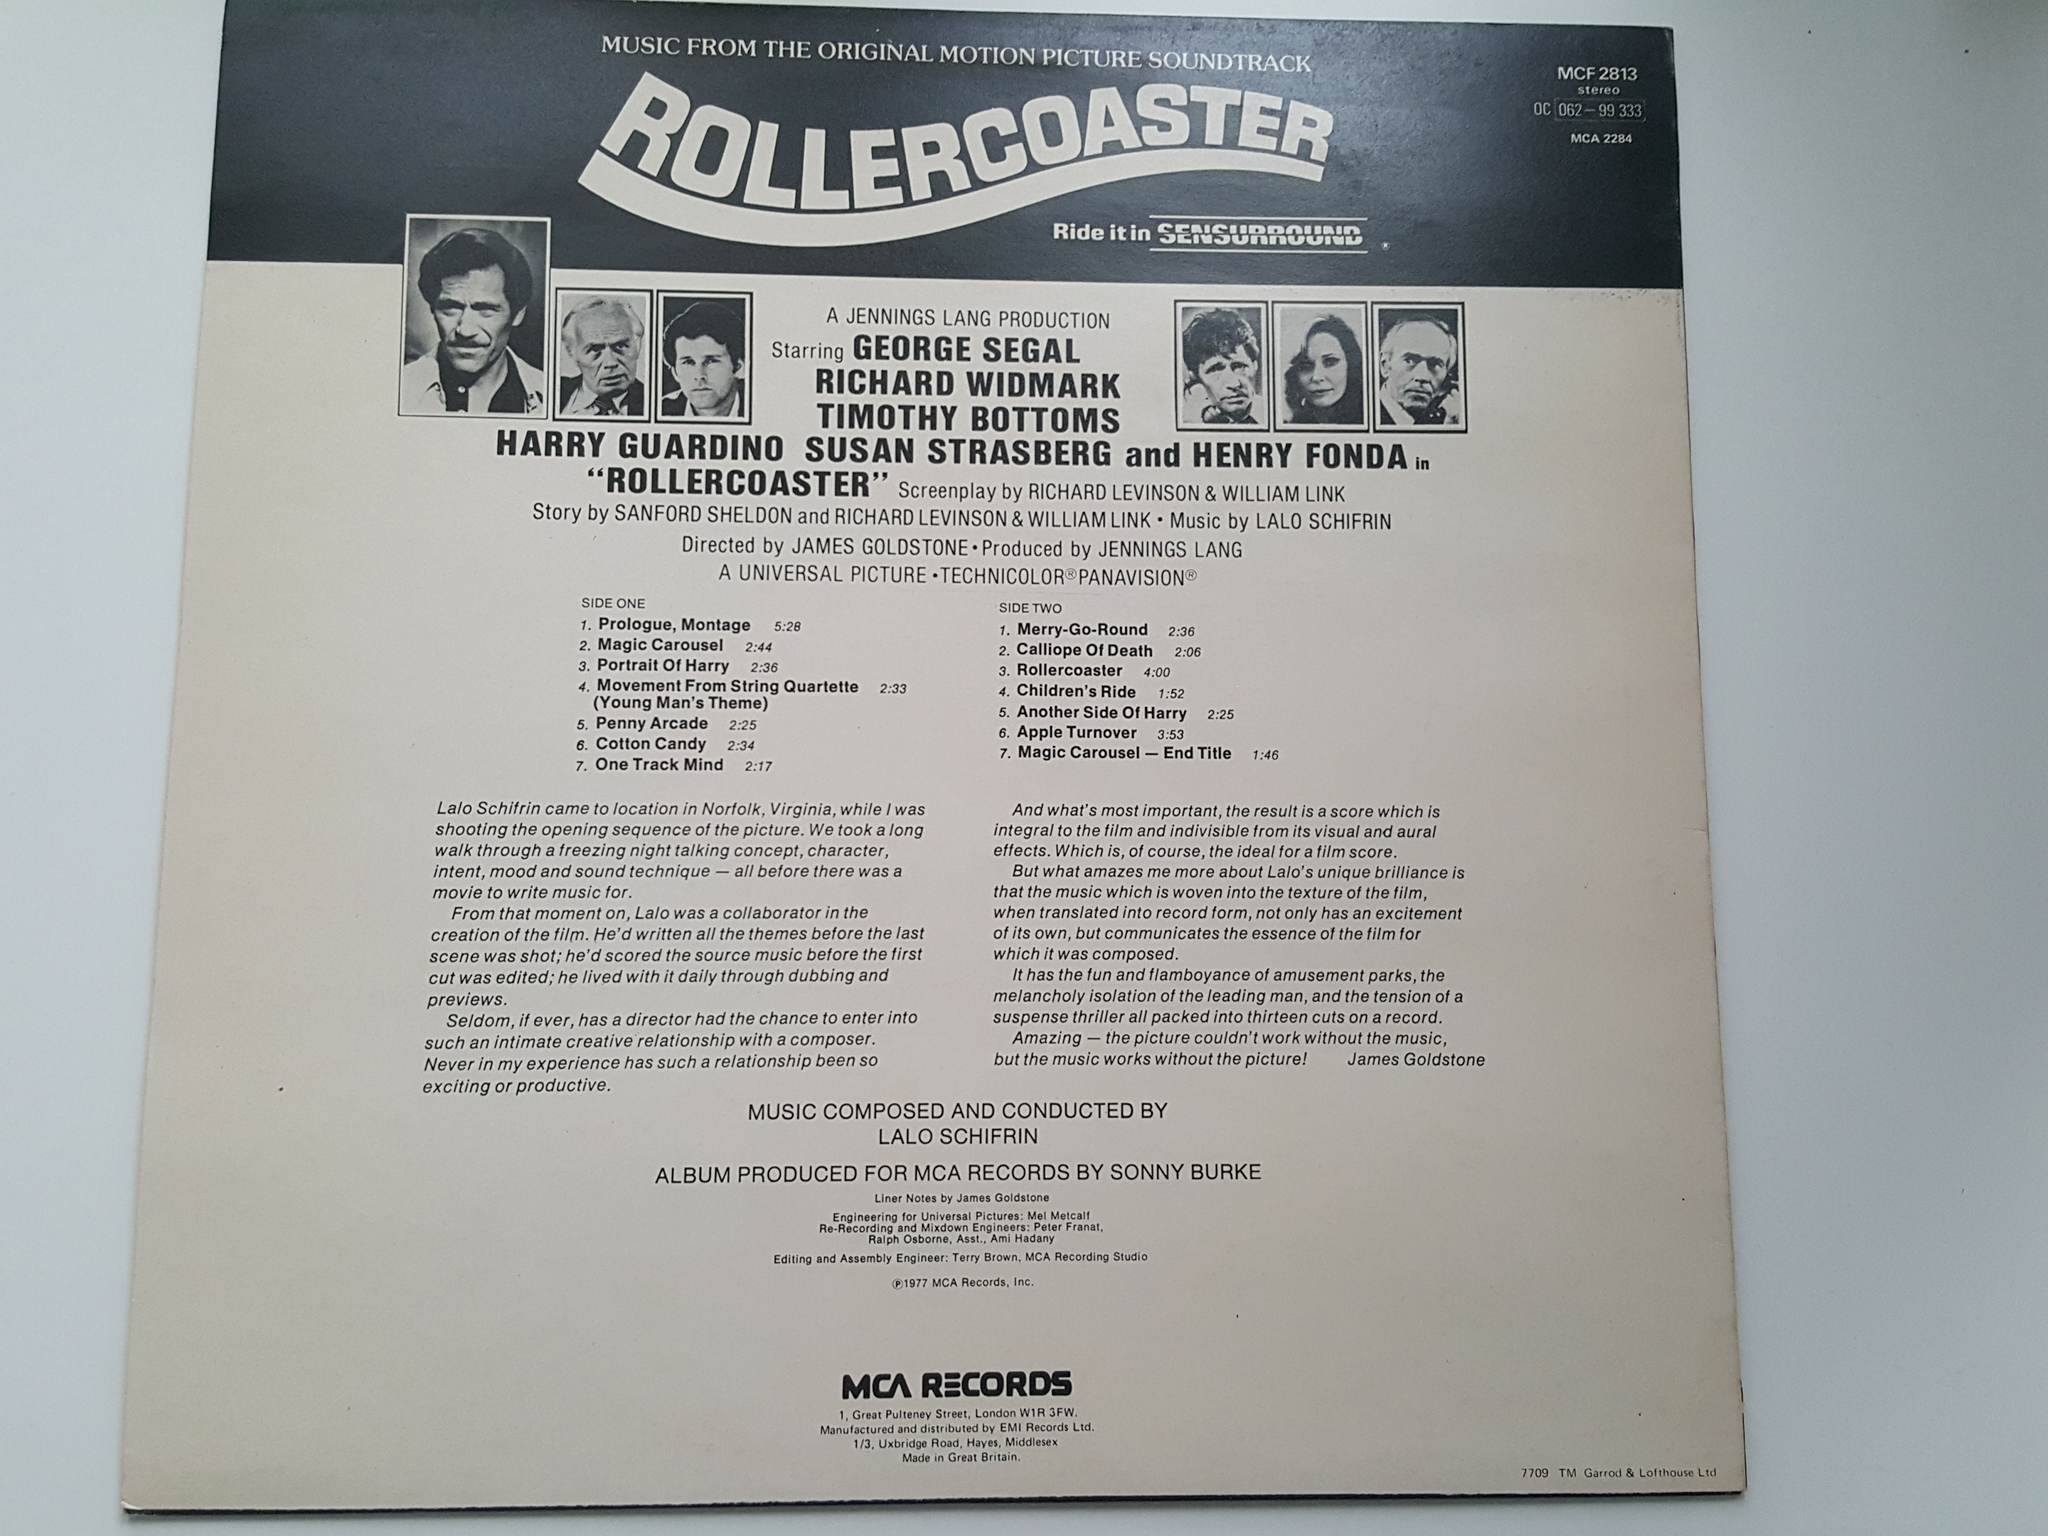 MUSIC FROM THE ORIGINAL MOTION PICTURE SOUNDTRACK
ROLLERCOASTER
Ride it in SENSURROUND ®
MCF 2813
stereo
OC 062–99 333
MCA 2284
A JENNINGS LANG PRODUCTION
Starring GEORGE SEGAL
RICHARD WIDMARK
TIMOTHY BOTTOMS
HARRY GUARDINO SUSAN STRASBERG and HENRY FONDA in
“ROLLERCOASTER” Screenplay by RICHARD LEVINSON & WILLIAM LINK
Story by SANFORD SHELDON and RICHARD LEVINSON & WILLIAM LINK • Music by LALO SCHIFRIN
Directed by JAMES GOLDSTONE • Produced by JENNINGS LANG
A UNIVERSAL PICTURE • TECHNICOLOR® PANAVISION®
SIDE ONE
1. Prologue, Montage 5:28
2. Magic Carousel 2:44
3. Portrait Of Harry 2:36
4. Movement From String Quartette 2:33
(Young Man's Theme)
5. Penny Arcade 2:25
6. Cotton Candy 2:34
7. One Track Mind 2:17
SIDE TWO
1. Merry-Go-Round 2:36
2. Calliope Of Death 2:06
3. Rollercoaster 4:00
4. Children's Ride 1:52
5. Another Side Of Harry 2:25
6. Apple Turnover 3:53
7. Magic Carousel — End Title 1:46
Lalo Schifrin came to location in Norfolk, Virginia, while I was
shooting the opening sequence of the picture. We took a long
walk through a freezing night talking concept, character,
intent, mood and sound technique — all before there was a
movie to write music for.
From that moment on, Lalo was a collaborator in the
creation of the film. He'd written all the themes before the last
scene was shot; he'd scored the source music before the first
cut was edited; he lived with it daily through dubbing and
previews.
Seldom, if ever, has a director had the chance to enter into
such an intimate creative relationship with a composer.
Never in my experience has such a relationship been so
exciting or productive.
And what's most important, the result is a score which is
integral to the film and indivisible from its visual and aural
effects. Which is, of course, the ideal for a film score.
But what amazes me more about Lalo's unique brilliance is
that the music which is woven into the texture of the film,
when translated into record form, not only has an excitement
of its own, but communicates the essence of the film for
which it was composed.
It has the fun and flamboyance of amusement parks, the
melancholy isolation of the leading man, and the tension of a
suspense thriller all packed into thirteen cuts on a record.
Amazing — the picture couldn't work without the music,
but the music works without the picture! James Goldstone
MUSIC COMPOSED AND CONDUCTED BY
LALO SCHIFRIN
ALBUM PRODUCED FOR MCA RECORDS BY SONNY BURKE
Liner Notes by James Goldstone
Engineering for Universal Pictures: Mel Metcalf
Re-Recording and Mixdown Engineers: Peter Franat,
Ralph Osborne, Asst., Ami Hadany
Editing and Assembly Engineer: Terry Brown, MCA Recording Studio
℗1977 MCA Records, Inc.
MCA RECORDS
1, Great Pulteney Street, London W1R 3FW.
Manufactured and distributed by EMI Records Ltd.
1/3, Uxbridge Road, Hayes, Middlesex
Made in Great Britain.
7709 TM Garrod & Lofthouse Ltd